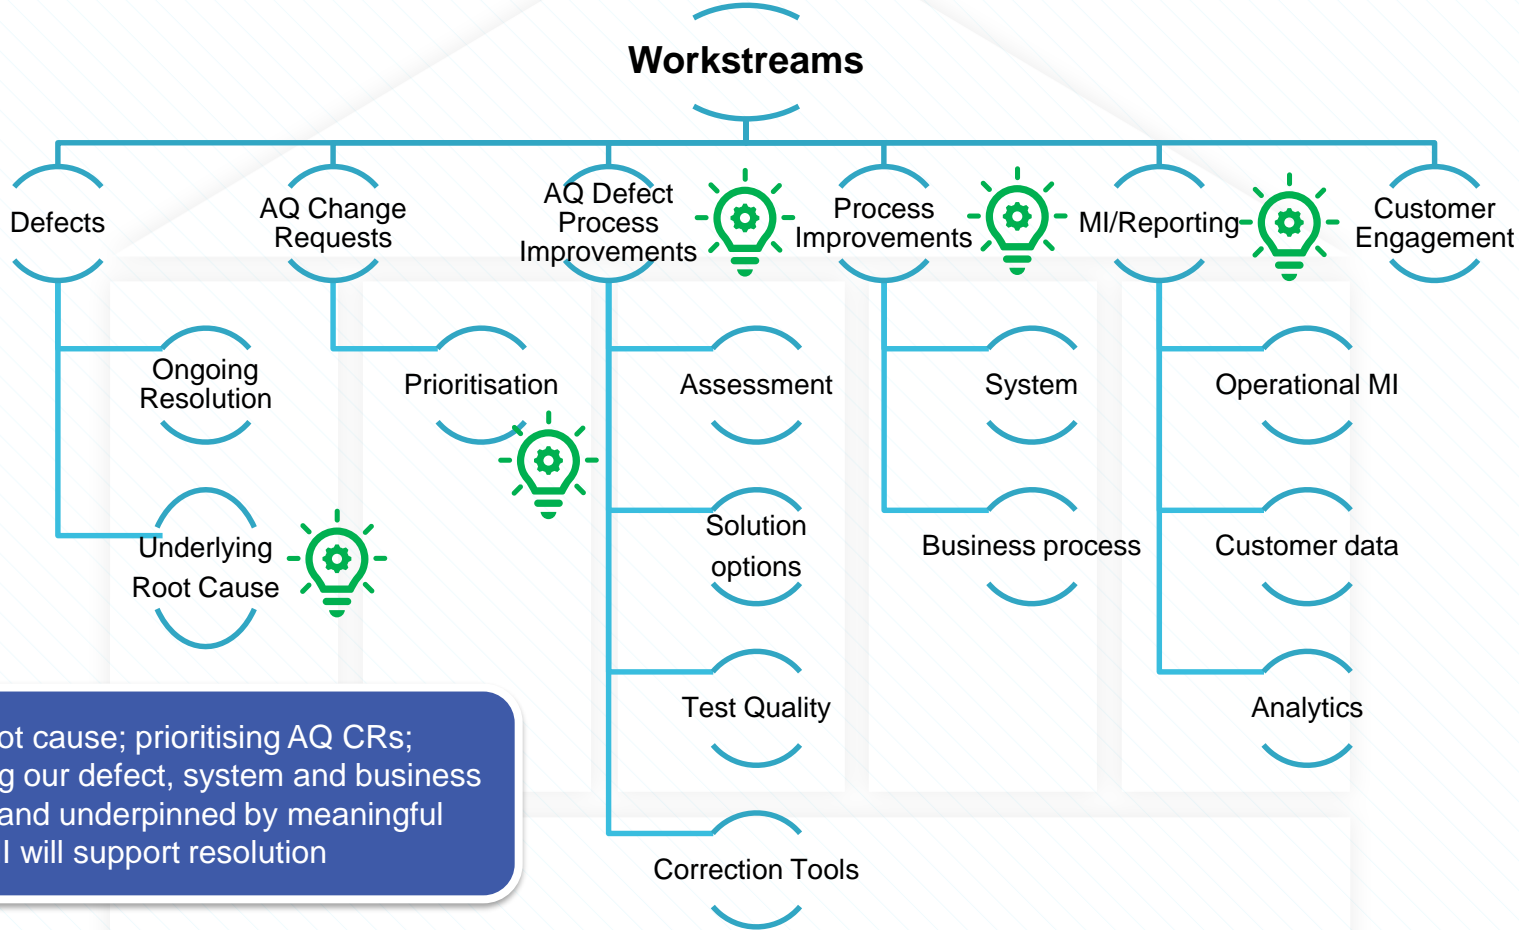 Workstreams
Defects
AQ Change
Requests
AQ Defect
Process
Improvements
Process
Improvements
MI/Reporting
Customer
Engagement
Ongoing
Resolution
Prioritisation
Assessment
System
Operational MI
Underlying
Root Cause
Solution
options
Business process
Customer data
Test Quality
Analytics
Correction Tools
cause; prioritising AQ CRs;
our defect, system and business
and underpinned by meaningful
will support resolution